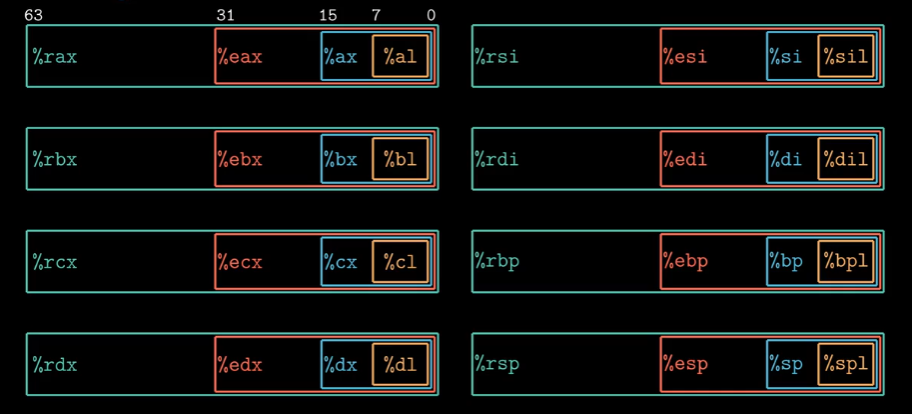 63 31 15 7 0
%rax %eax %ax %al %rsi %esi %si %sil
%rbx %ebx %bx %bl %rdi %edi %di %dil
%rcx %ecx %cx %cl %rbp %ebp %bp %bpl
%rdx %edx %dx %dl %rsp %esp %sp %spl